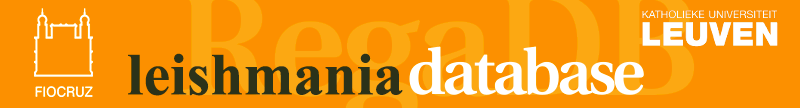 RegaDB
KATHOLIEKE UNIVERSITEIT
LEUVEN
leishmania database
FIOCRUZ